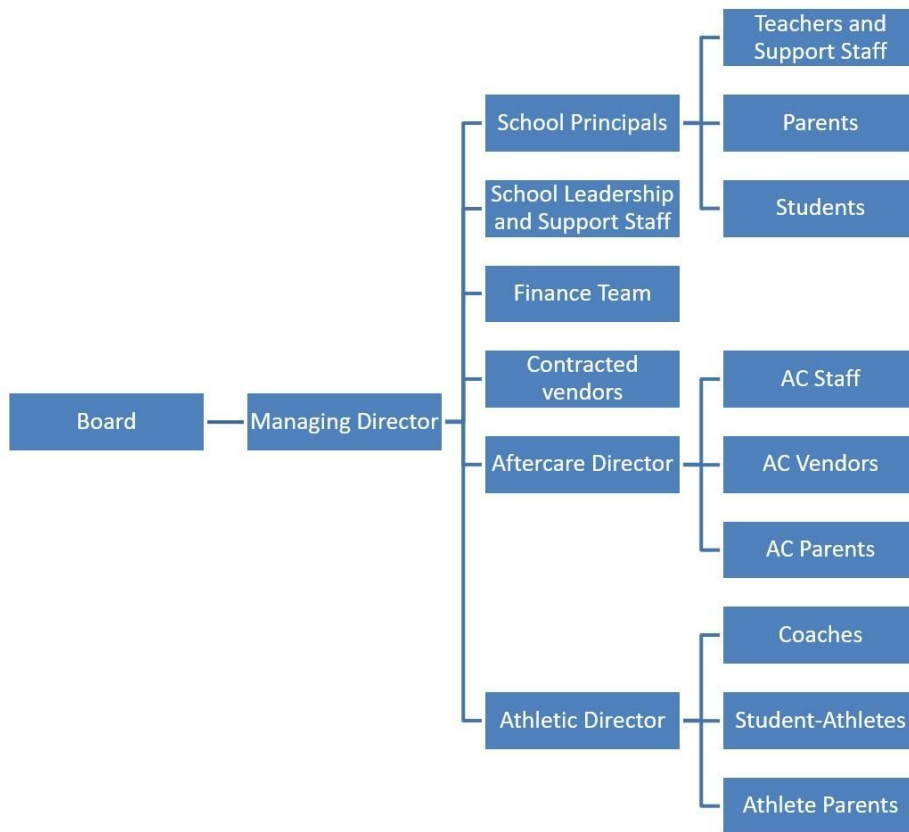 Board
Managing Director
School Principals
Teachers and
Support Staff
Parents
Students
School Leadership
and Support Staff
Finance Team
Contracted
vendors
Aftercare Director
AC Staff
AC Vendors
AC Parents
Athletic Director
Coaches
Student-Athletes
Athlete Parents